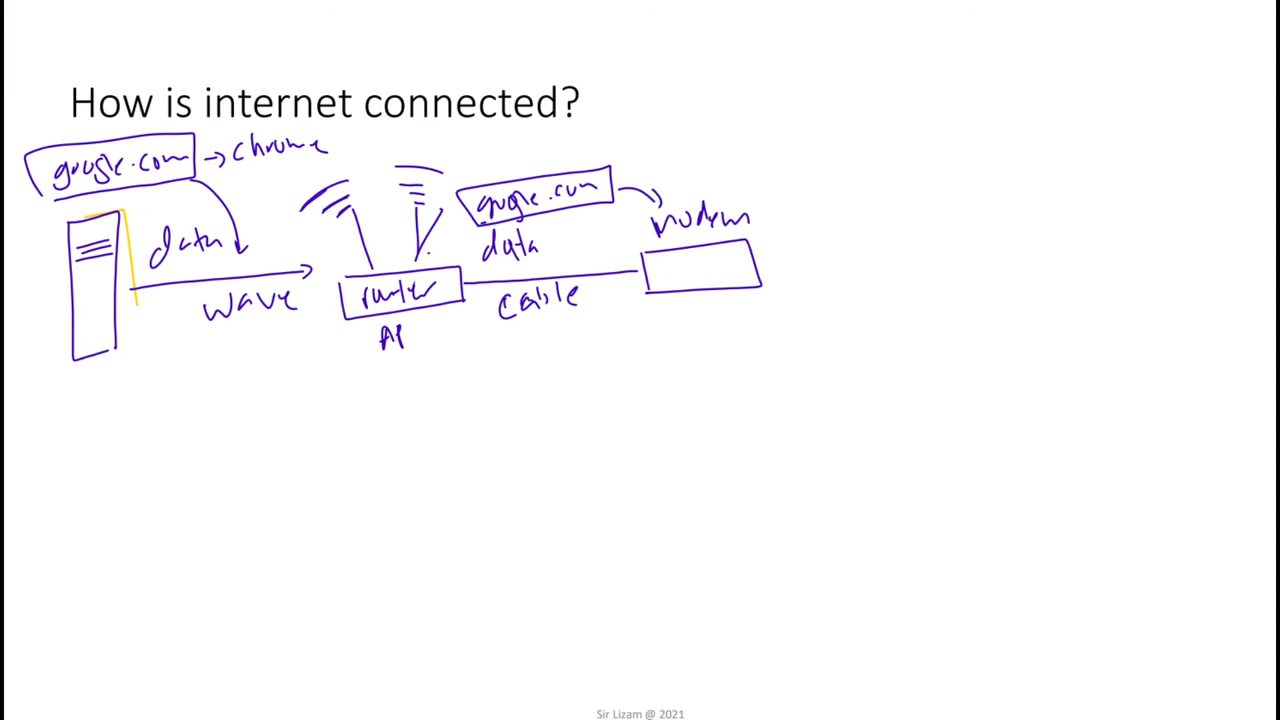 How is internet connected?
google.com → chrome
google.com
modem
data
data
wave
router
cable
AP
Sir Lizam @ 2021